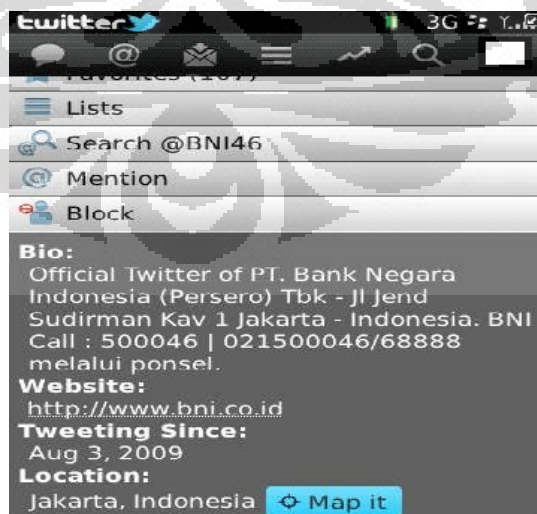 twitter
3G
Favorites (167)
Lists
Search @BNI46
Mention
Block
Bio:
Official Twitter of PT. Bank Negara
Indonesia (Persero) Tbk - Jl Jend
Sudirman Kav 1 Jakarta - Indonesia. BNI
Call : 500046 | 021500046/68888
melalui ponsel.
Website:
http://www.bni.co.id
Tweeting Since:
Aug 3, 2009
Location:
Jakarta, Indonesia Map it